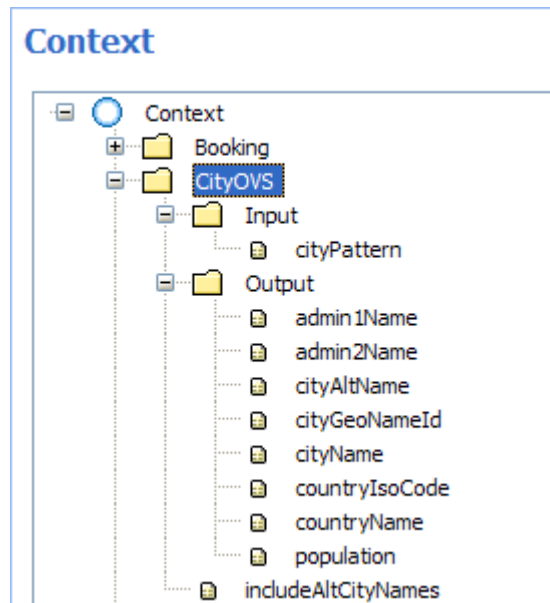 Context
Context
Booking
CityOVS
Input
cityPattern
Output
admin1Name
admin2Name
cityAltName
cityGeoNameId
cityName
countryIsoCode
countryName
population
includeAltCityNames